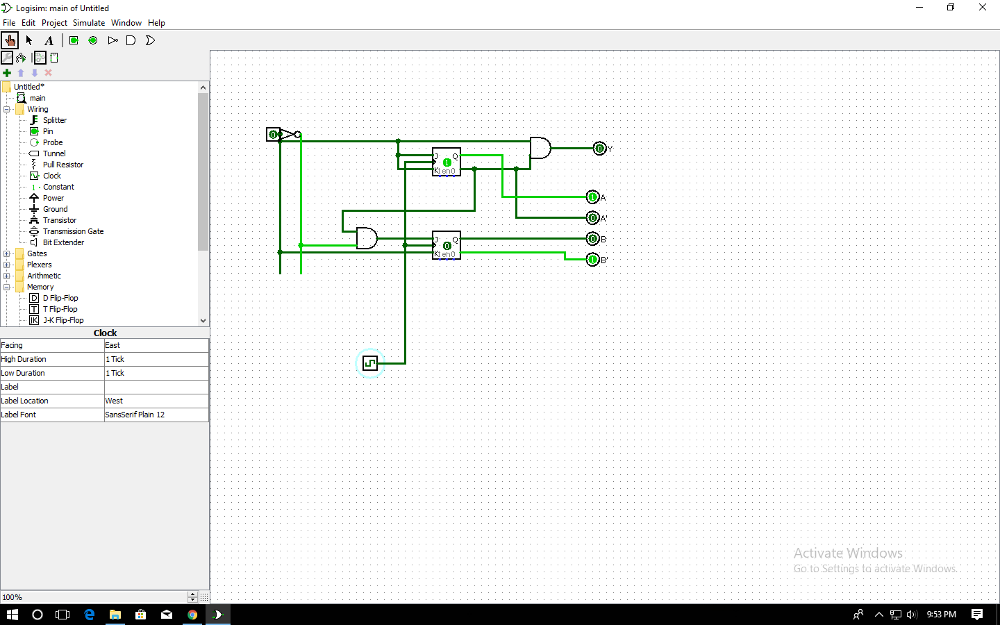 Logisim: main of Untitled
File Edit Project Simulate Window Help
A
Untitled*
main
Wiring
Splitter
Pin
Probe
Tunnel
Pull Resistor
Clock
1 Constant
Power
Ground
Transistor
Transmission Gate
Bit Extender
Gates
Plexers
Arithmetic
Memory
D D Flip-Flop
T T Flip-Flop
JK J-K Flip-Flop
Clock
Facing East
High Duration 1 Tick
Low Duration 1 Tick
Label
Label Location West
Label Font SansSerif Plain 12
100%
0
0 Y
J Q
1
K 1 en 0
1 A
0 A'
J Q
0 B
0
K 1 en 0
1 B'
Activate Windows
Go to Settings to activate Windows.
9:53 PM